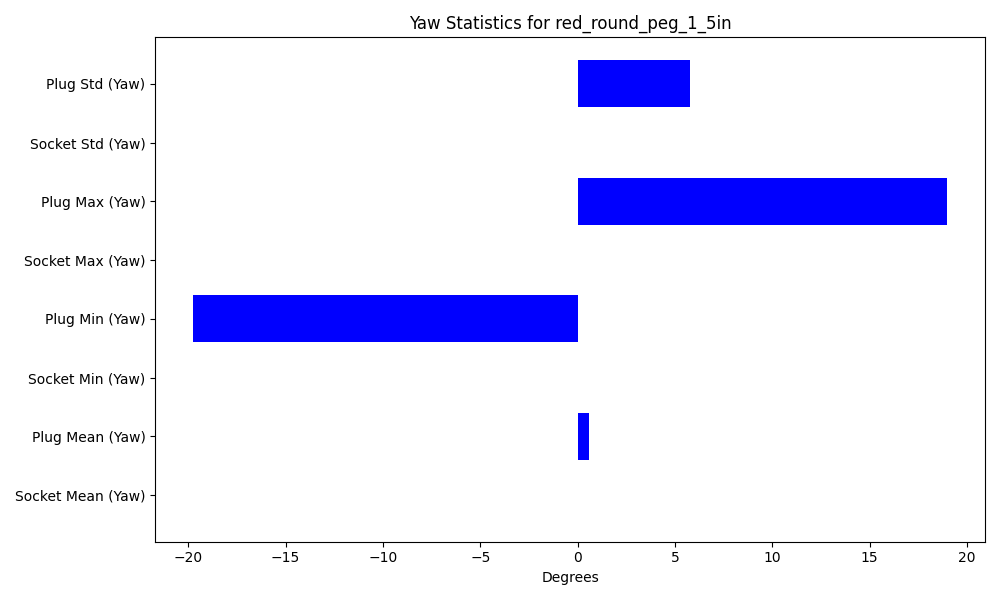 Yaw Statistics for red_round_peg_1_5in
Plug Std (Yaw)
Socket Std (Yaw)
Plug Max (Yaw)
Socket Max (Yaw)
Plug Min (Yaw)
Socket Min (Yaw)
Plug Mean (Yaw)
Socket Mean (Yaw)
−20 −15 −10 −5 0 5 10 15 20
Degrees